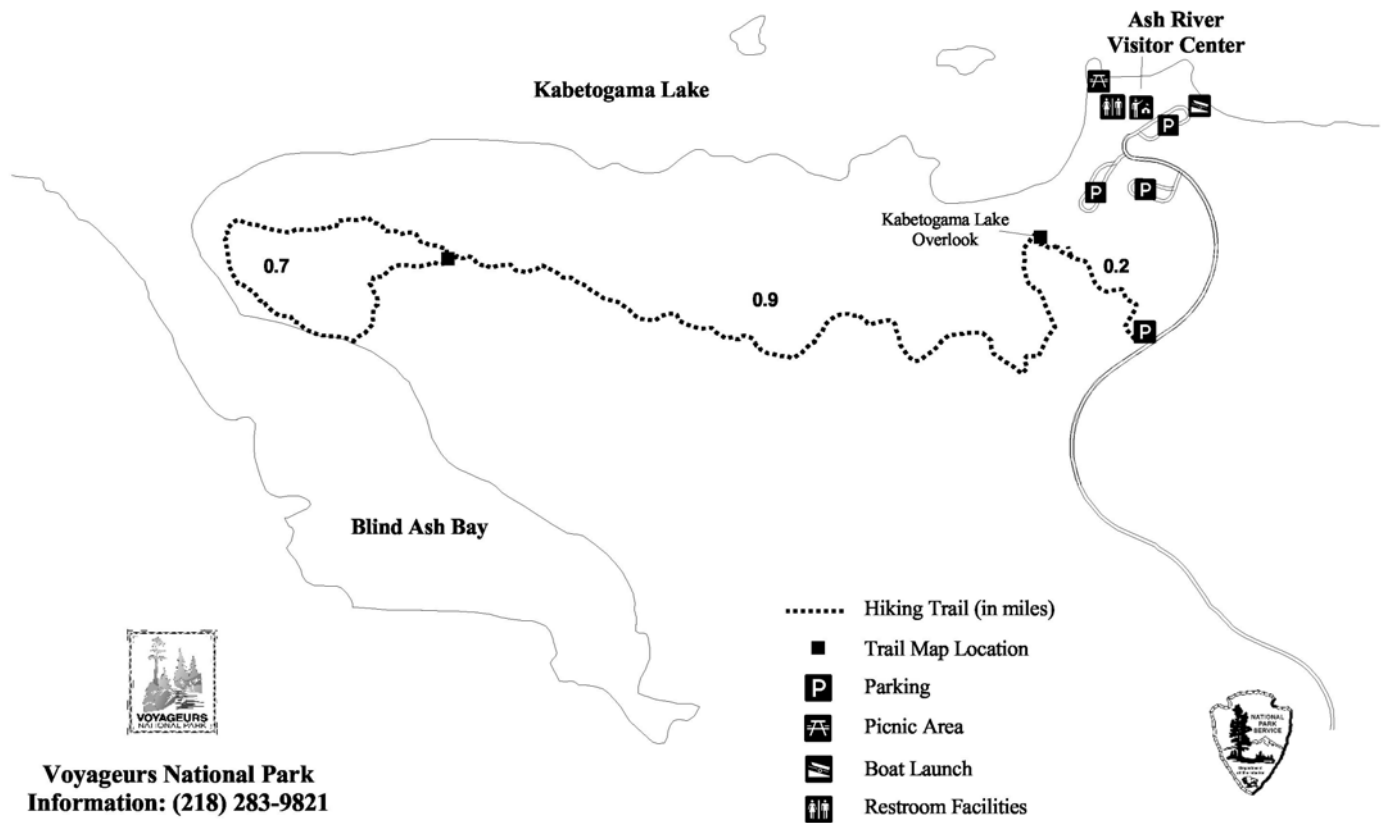 Ash River
Visitor Center
Kabetogama Lake
P
P
P
Kabetogama Lake
Overlook
0.7
0.2
0.9
P
Blind Ash Bay
Hiking Trail (in miles)
Trail Map Location
P Parking
Picnic Area
Boat Launch
Restroom Facilities
VOYAGEURS
NATIONAL PARK
NATIONAL
PARK
SERVICE
Voyageurs National Park
Information: (218) 283-9821